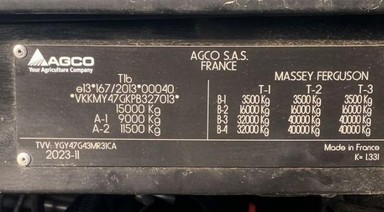 AGCO
Your Agriculture Company
AGCO S.A.S.
FRANCE
T1b
e13*167/2013*00040
*VKKMY47GKPB327013*
15000 Kg
A-1 9000 Kg
A-2 11500 Kg
MASSEY FERGUSON
T-1 T-2 T-3
B-1 3500 Kg 3500 Kg 3500 Kg
B-2 16000 Kg 16000 Kg 16000 Kg
B-3 32000 Kg 40000 Kg 40000 Kg
B-4 32000 Kg 40000 Kg 40000 Kg
TVV: YGY47G43MR31CA
2023-11
Made in France
K= 1.331